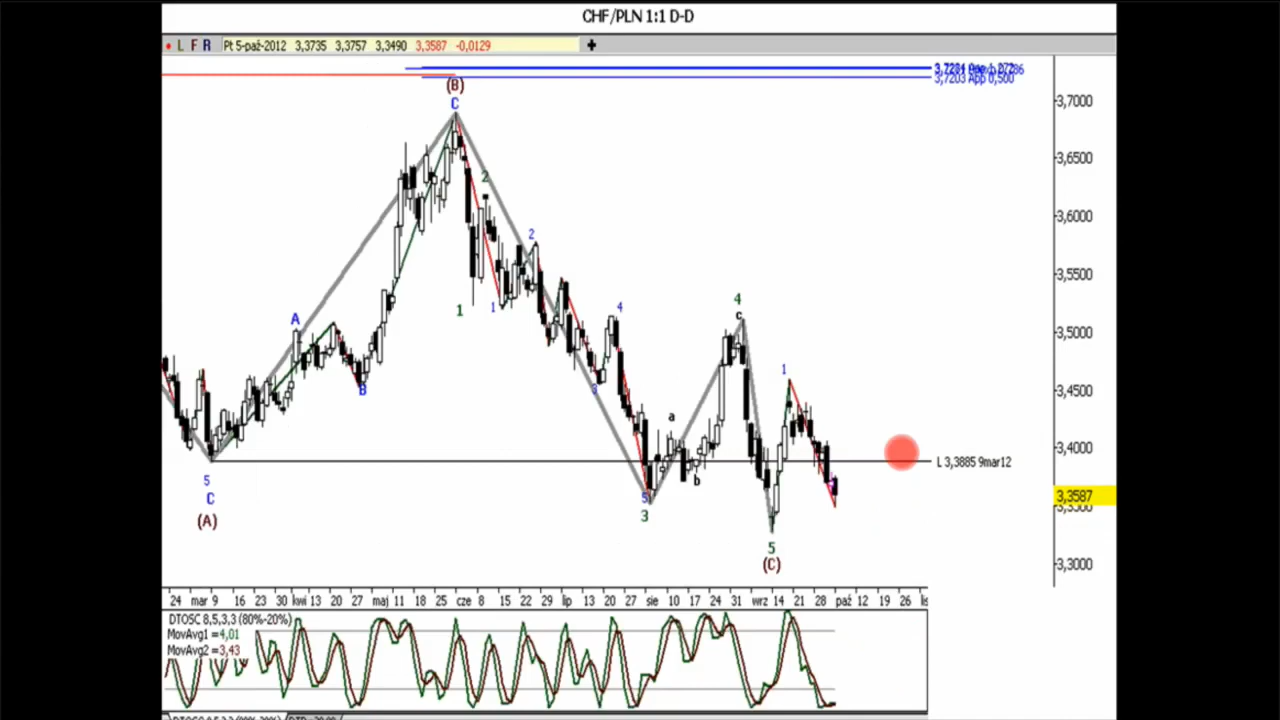 CHF/PLN 1:1 D-D
L F R Pt 5-paź-2012 3,3735 3,3757 3,3490 3,3587 -0,0129
3,7203 App 0,500
(B)
C
3,7000
3,6500
2
3,6000
2
3,5500
1
1
4
4
c
A
3,5000
1
B
3
3,4500
a
3,4000
L 3,3885 9mar12
5
C
b
5
3
3,3587
(A)
5
(C)
3,3000
24 mar 9 16 23 30 kwi 13 20 27 maj 11 18 25 cze 8 15 22 29 lip 13 20 27 sie 10 17 24 31 wrz 14 21 28 paź 12 19 26
DTOSC 8,5,3,3 (80%-20%)
MovAvg1 =4,01
MovAvg2 =3,43